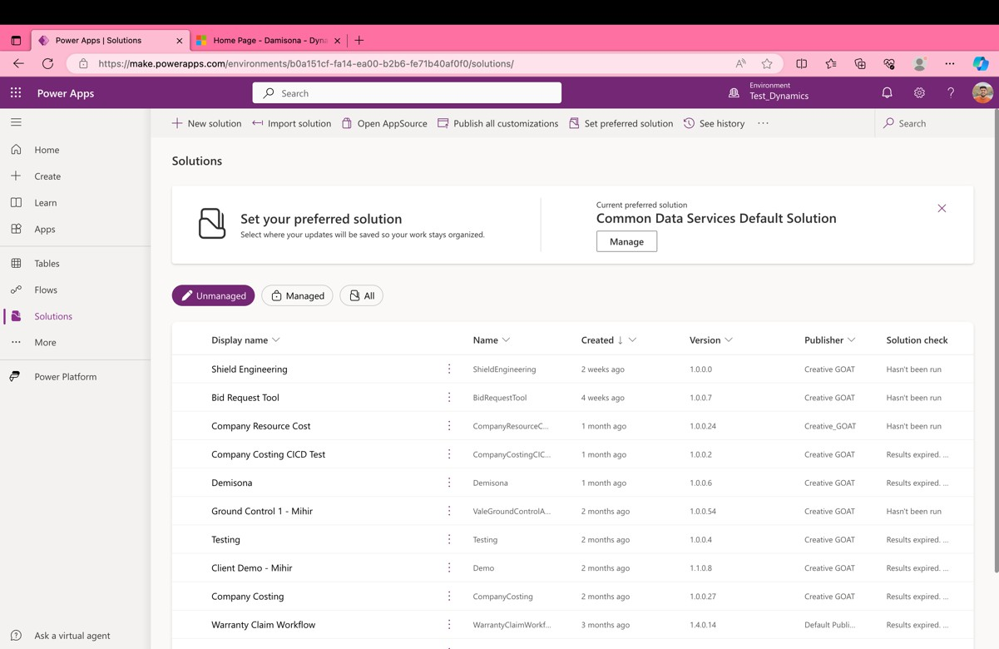 Power Apps | Solutions
Home Page - Damisona - Dyna
https://make.powerapps.com/environments/b0a151cf-fa14-ea00-b2b6-fe71b40af0f0/solutions/
Power Apps
Search
Environment
Test_Dynamics
New solution
Import solution
Open AppSource
Publish all customizations
Set preferred solution
See history
Search
Home
Create
Learn
Apps
Tables
Flows
Solutions
More
Power Platform
Ask a virtual agent
Solutions
Set your preferred solution
Select where your updates will be saved so your work stays organized.
Current preferred solution
Common Data Services Default Solution
Manage
Unmanaged Managed All
Display name Name Created Version Publisher Solution check
Shield Engineering ShieldEngineering 2 weeks ago 1.0.0.0 Creative GOAT Hasn't been run
Bid Request Tool BidRequestTool 4 weeks ago 1.0.0.7 Creative GOAT Hasn't been run
Company Resource Cost CompanyResourceC... 1 month ago 1.0.0.24 Creative_GOAT Hasn't been run
Company Costing CICD Test CompanyCostingCIC... 1 month ago 1.0.0.2 Creative GOAT Results expired. ...
Demisona Demisona 1 month ago 1.0.0.6 Creative GOAT Results expired. ...
Ground Control 1 - Mihir ValeGroundControlA... 2 months ago 1.0.0.54 Creative GOAT Hasn't been run
Testing Testing 2 months ago 1.0.0.4 Creative GOAT Results expired. ...
Client Demo - Mihir Demo 2 months ago 1.1.0.8 Creative GOAT Results expired. ...
Company Costing CompanyCosting 2 months ago 1.0.0.27 Creative GOAT Results expired. ...
Warranty Claim Workflow WarrantyClaimWorkf... 3 months ago 1.4.0.14 Default Publi... Results expired. ...